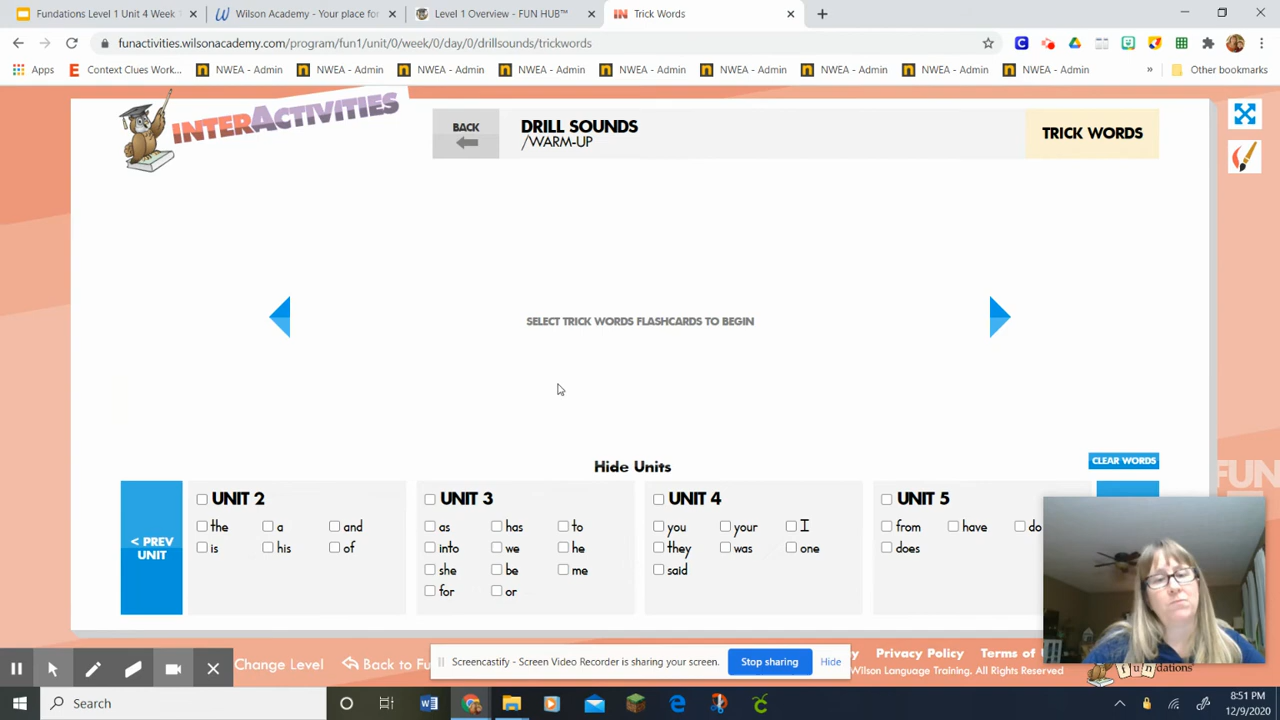 Fundations Level 1 Unit 4 Week
Wilson Academy - Your place for
Level 1 Overview - FUN HUB™
IN Trick Words
funactivities.wilsonacademy.com/program/fun1/unit/0/week/0/day/0/drillsounds/trickwords
Apps
Context Clues Work...
NWEA - Admin
NWEA - Admin
NWEA - Admin
NWEA - Admin
NWEA - Admin
NWEA - Admin
NWEA - Admin
NWEA - Admin
» Other bookmarks
INTERACTIVITIES
BACK
DRILL SOUNDS
/WARM-UP
TRICK WORDS
SELECT TRICK WORDS FLASHCARDS TO BEGIN
Hide Units
CLEAR WORDS
< PREV
UNIT
UNIT 2
the a and
is his of
UNIT 3
as has to
into we he
she be me
for or
UNIT 4
you your I
they was one
said
UNIT 5
from have do
does
FUN
Change Level
Back to Fu
Screencastify - Screen Video Recorder is sharing your screen.
Stop sharing
Hide
y Privacy Policy Terms of
Wilson Language Training. All Rights Reserved
fundations
Search
8:51 PM
12/9/2020